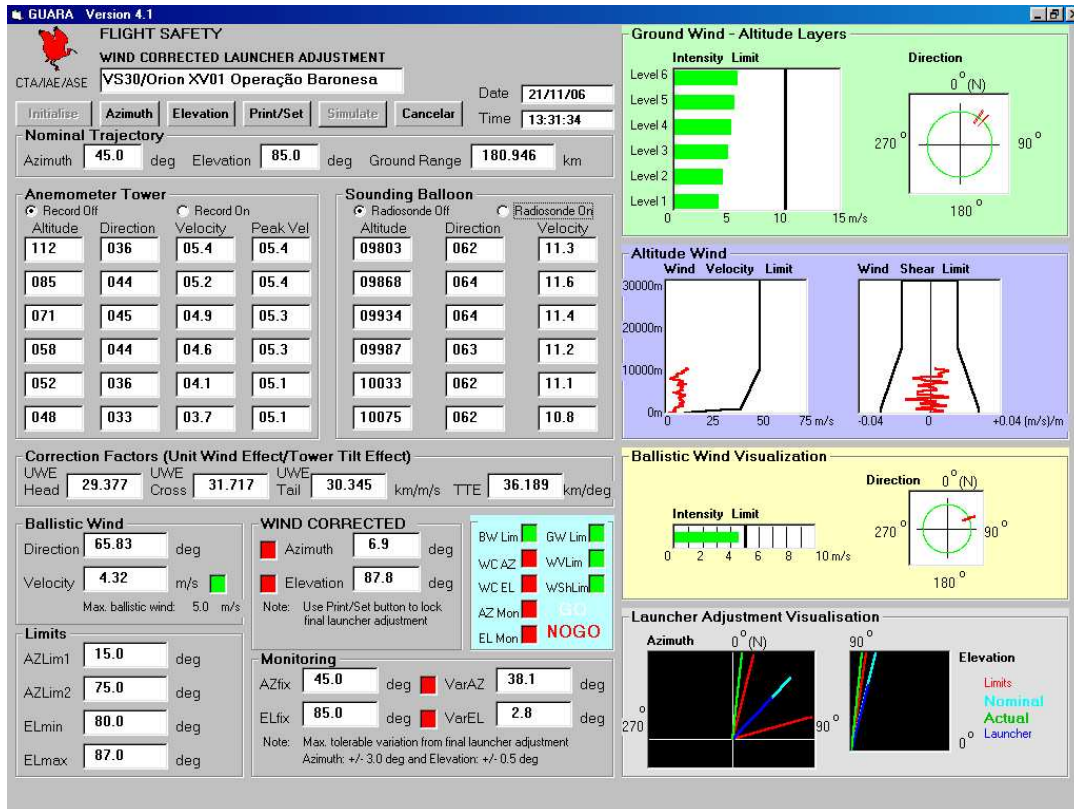 GUARA Version 4.1
FLIGHT SAFETY
WIND CORRECTED LAUNCHER ADJUSTMENT
CTA/IAE/ASE
VS30/Orion XV01 Operação Baronesa
Date 21/11/06
Time 13:31:34
Initialise Azimuth Elevation Print/Set Simulate Cancelar
Nominal Trajectory
Azimuth 45.0 deg Elevation 85.0 deg Ground Range 180.946 km
Anemometer Tower
Record Off Record On
Altitude Direction Velocity Peak Vel
112 036 05.4 05.4
085 044 05.2 05.4
071 045 04.9 05.3
058 044 04.6 05.3
052 036 04.1 05.1
048 033 03.7 05.1
Sounding Balloon
Radiosonde Off Radiosonde On
Altitude Direction Velocity
09803 062 11.3
09868 064 11.6
09934 064 11.4
09987 063 11.2
10033 062 11.1
10075 062 10.8
Correction Factors (Unit Wind Effect/Tower Tilt Effect)
UWE Head 29.377 UWE Cross 31.717 UWE Tail 30.345 km/m/s TTE 36.189 km/deg
Ballistic Wind
Direction 65.83 deg
Velocity 4.32 m/s
Max. ballistic wind: 5.0 m/s
WIND CORRECTED
Azimuth 6.9 deg
Elevation 87.8 deg
Note: Use Print/Set button to lock
final launcher adjustment
BW Lim GW Lim
WC AZ WVLim
WC EL WShLim
AZ Mon GO
EL Mon NOGO
Limits
AZLim1 15.0 deg
AZLim2 75.0 deg
ELmin 80.0 deg
ELmax 87.0 deg
Monitoring
AZfix 45.0 deg VarAZ 38.1 deg
ELfix 85.0 deg VarEL 2.8 deg
Note: Max. tolerable variation from final launcher adjustment
Azimuth: +/- 3.0 deg and Elevation: +/- 0.5 deg
Ground Wind - Altitude Layers
Intensity Limit
Level 6
Level 5
Level 4
Level 3
Level 2
Level 1
0 5 10 15 m/s
Direction
0° (N)
270° 90°
180°
Altitude Wind
Wind Velocity Limit
30000m
20000m
10000m
0m
0 25 50 75 m/s
Wind Shear Limit
-0.04 0 +0.04 (m/s)/m
Ballistic Wind Visualization
Intensity Limit
0 2 4 6 8 10 m/s
Direction 0° (N)
270° 90°
180°
Launcher Adjustment Visualisation
Azimuth 0° (N)
270° 90°
90°
0°
Elevation
Limits
Nominal
Actual
Launcher